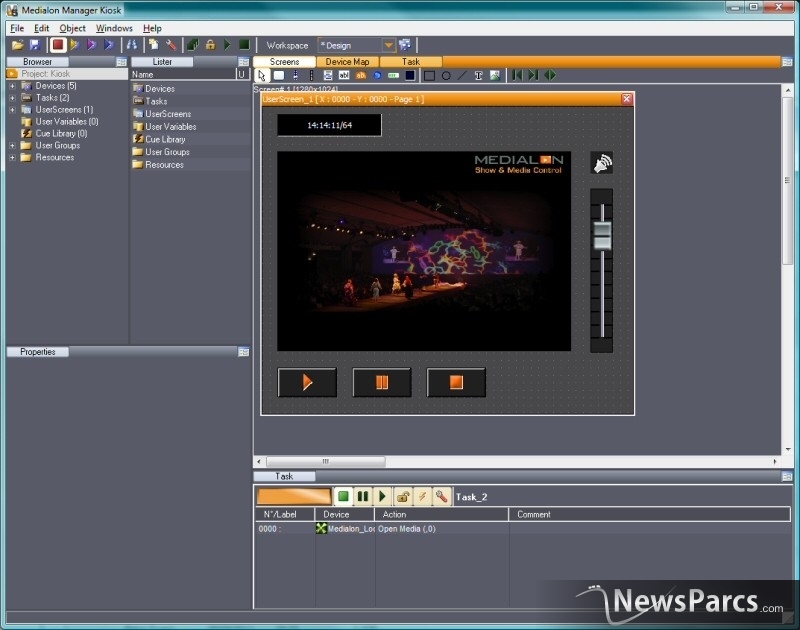 Medialon Manager Kiosk
File Edit Object Windows Help
Workspace *Design
Browser
Project: Kiosk
Devices (5)
Tasks (2)
UserScreens (1)
User Variables (0)
Cue Library (0)
User Groups
Resources
Lister
Name U
Devices
Tasks
UserScreens
User Variables
Cue Library
User Groups
Resources
Properties
Screens Device Map Task
Screen# 1 [1280x1024]
UserScreen_1 [ X : 0000 - Y : 0000 - Page 1 ]
14:14:11/64
MEDIALON
Show & Media Control
Task
Task_2
N°/Label Device Action Comment
0000 : Medialon_Loc Open Media (,0)
NewsParcs.com